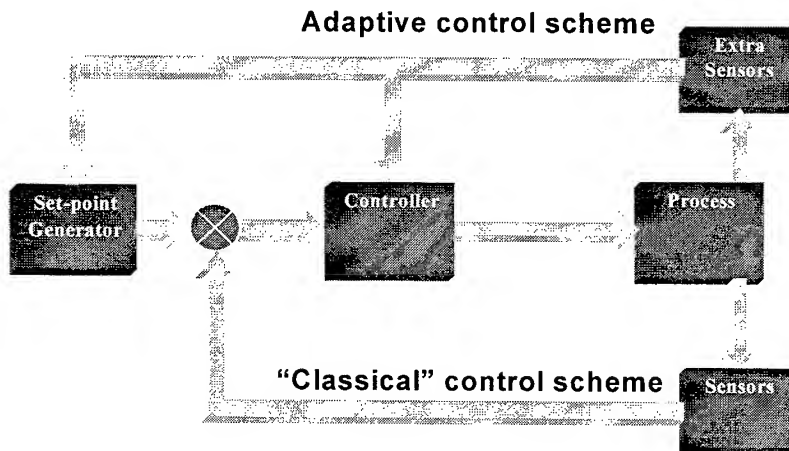 Adaptive control scheme
Extra
Sensors
Set-point
Generator
Controller
Process
“Classical” control scheme
Sensors